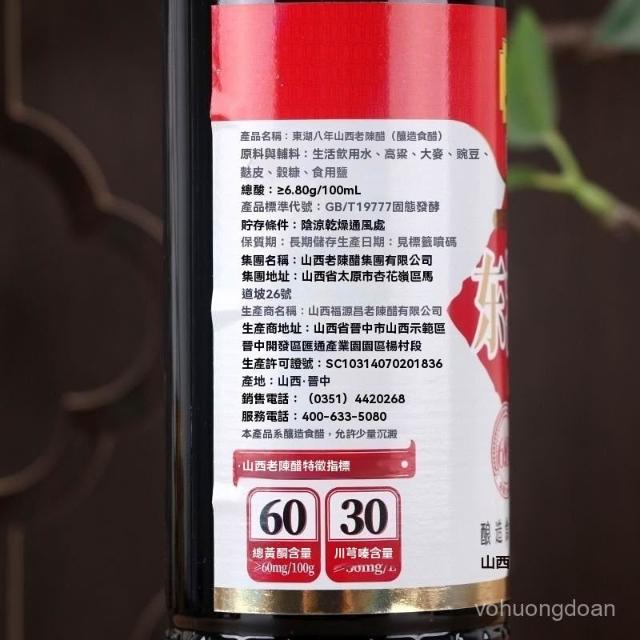 產品名稱：東湖八年山西老陳醋（釀造食醋）
原料與輔料：生活飲用水、高粱、大麥、豌豆、
麩皮、穀糠、食用鹽
總酸：≥6.80g/100mL
產品標準代號：GB/T19777固態發酵
貯存條件：陰涼乾燥通風處
保質期：長期儲存生產日期：見標籤噴碼
集團名稱：山西老陳醋集團有限公司
集團地址：山西省太原市杏花嶺區馬
道坡26號
生產商名稱：山西福源昌老陳醋有限公司
生產商地址：山西省晉中市山西示範區
晉中開發區匯通產業園園區楊村段
生產許可證號：SC10314070201836
產地：山西·晉中
銷售電話：（0351）4420268
服務電話：400-633-5080
本產品系釀造食醋，允許少量沉澱
山西老陳醋特徵指標
60
總黃酮含量
≥60mg/100g
30
川芎嗪含量
≥30mg/L
东
釀造
山西
vohuongdoan